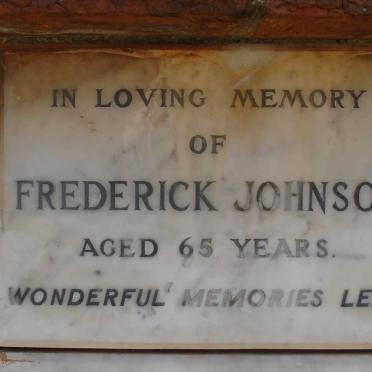 IN LOVING MEMORY
OF
FREDERICK JOHNSO
AGED 65 YEARS.
WONDERFUL MEMORIES LE